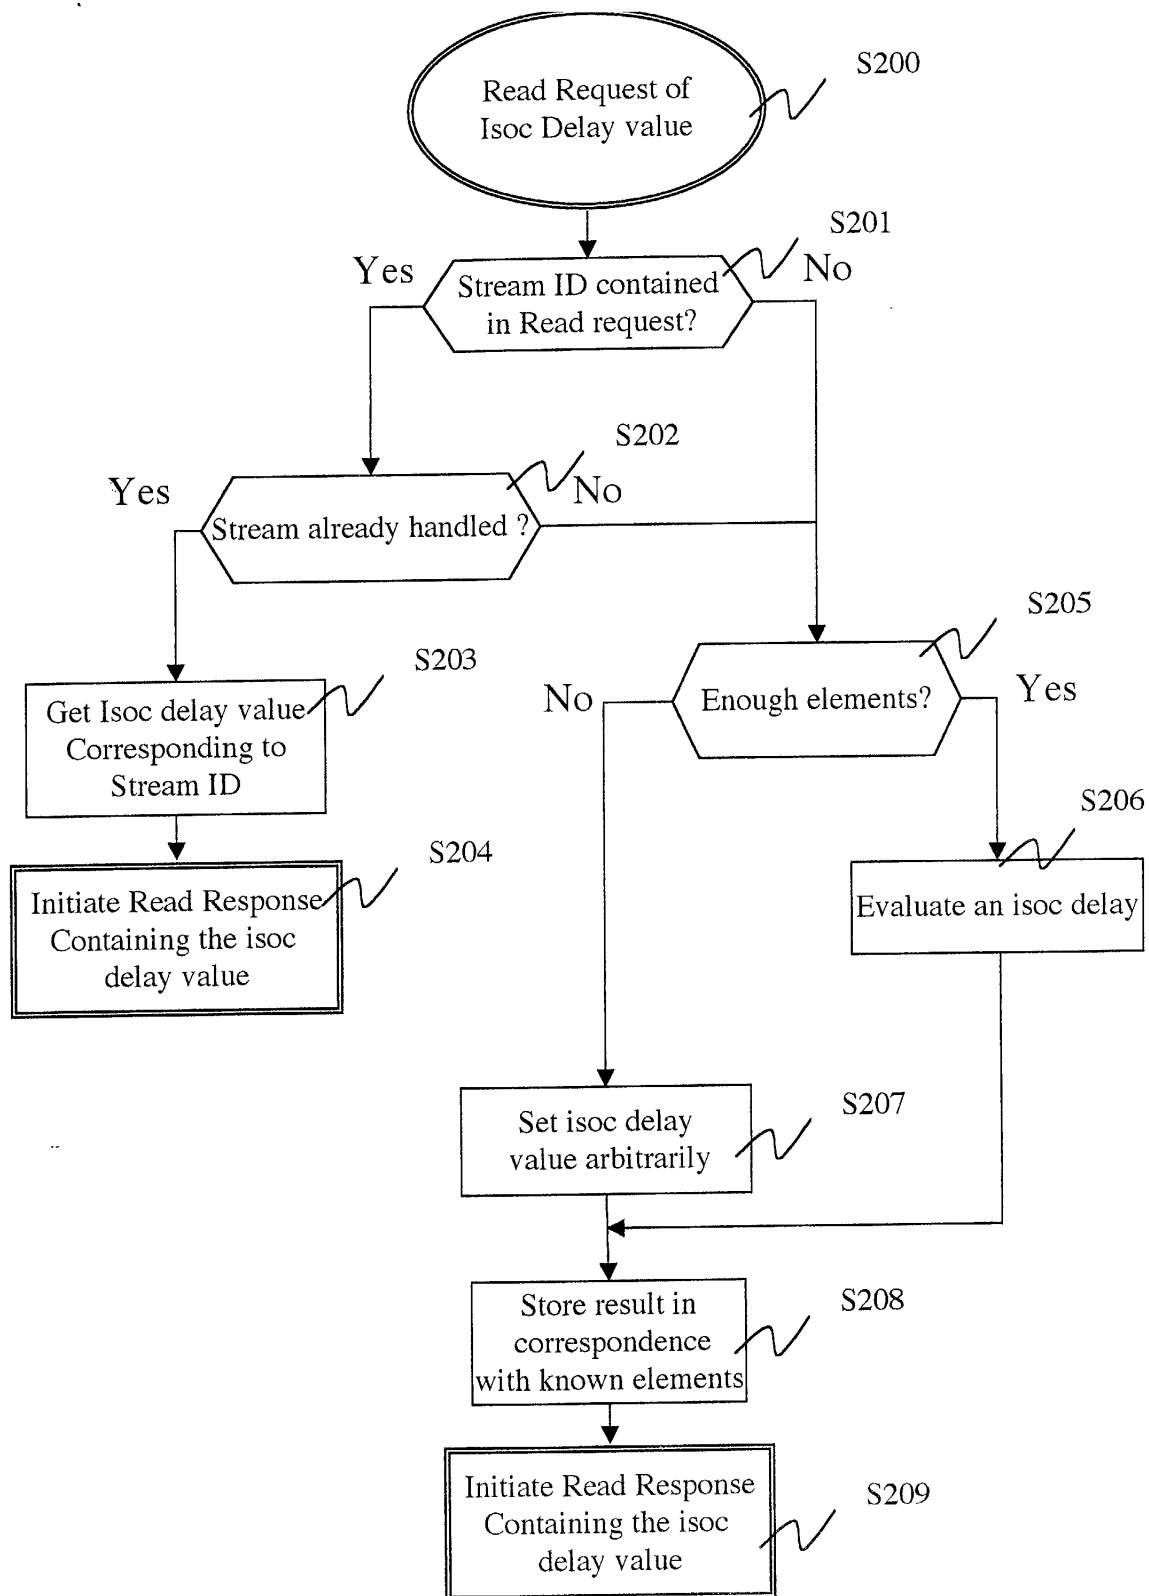 Read Request of
Isoc Delay value
S200
S201
Yes
No
Stream ID contained
in Read request?
S202
Yes
No
Stream already handled ?
S205
S203
No
Yes
Enough elements?
Get Isoc delay value
Corresponding to
Stream ID
S206
S204
Initiate Read Response
Containing the isoc
delay value
Evaluate an isoc delay
S207
Set isoc delay
value arbitrarily
S208
Store result in
correspondence
with known elements
S209
Initiate Read Response
Containing the isoc
delay value